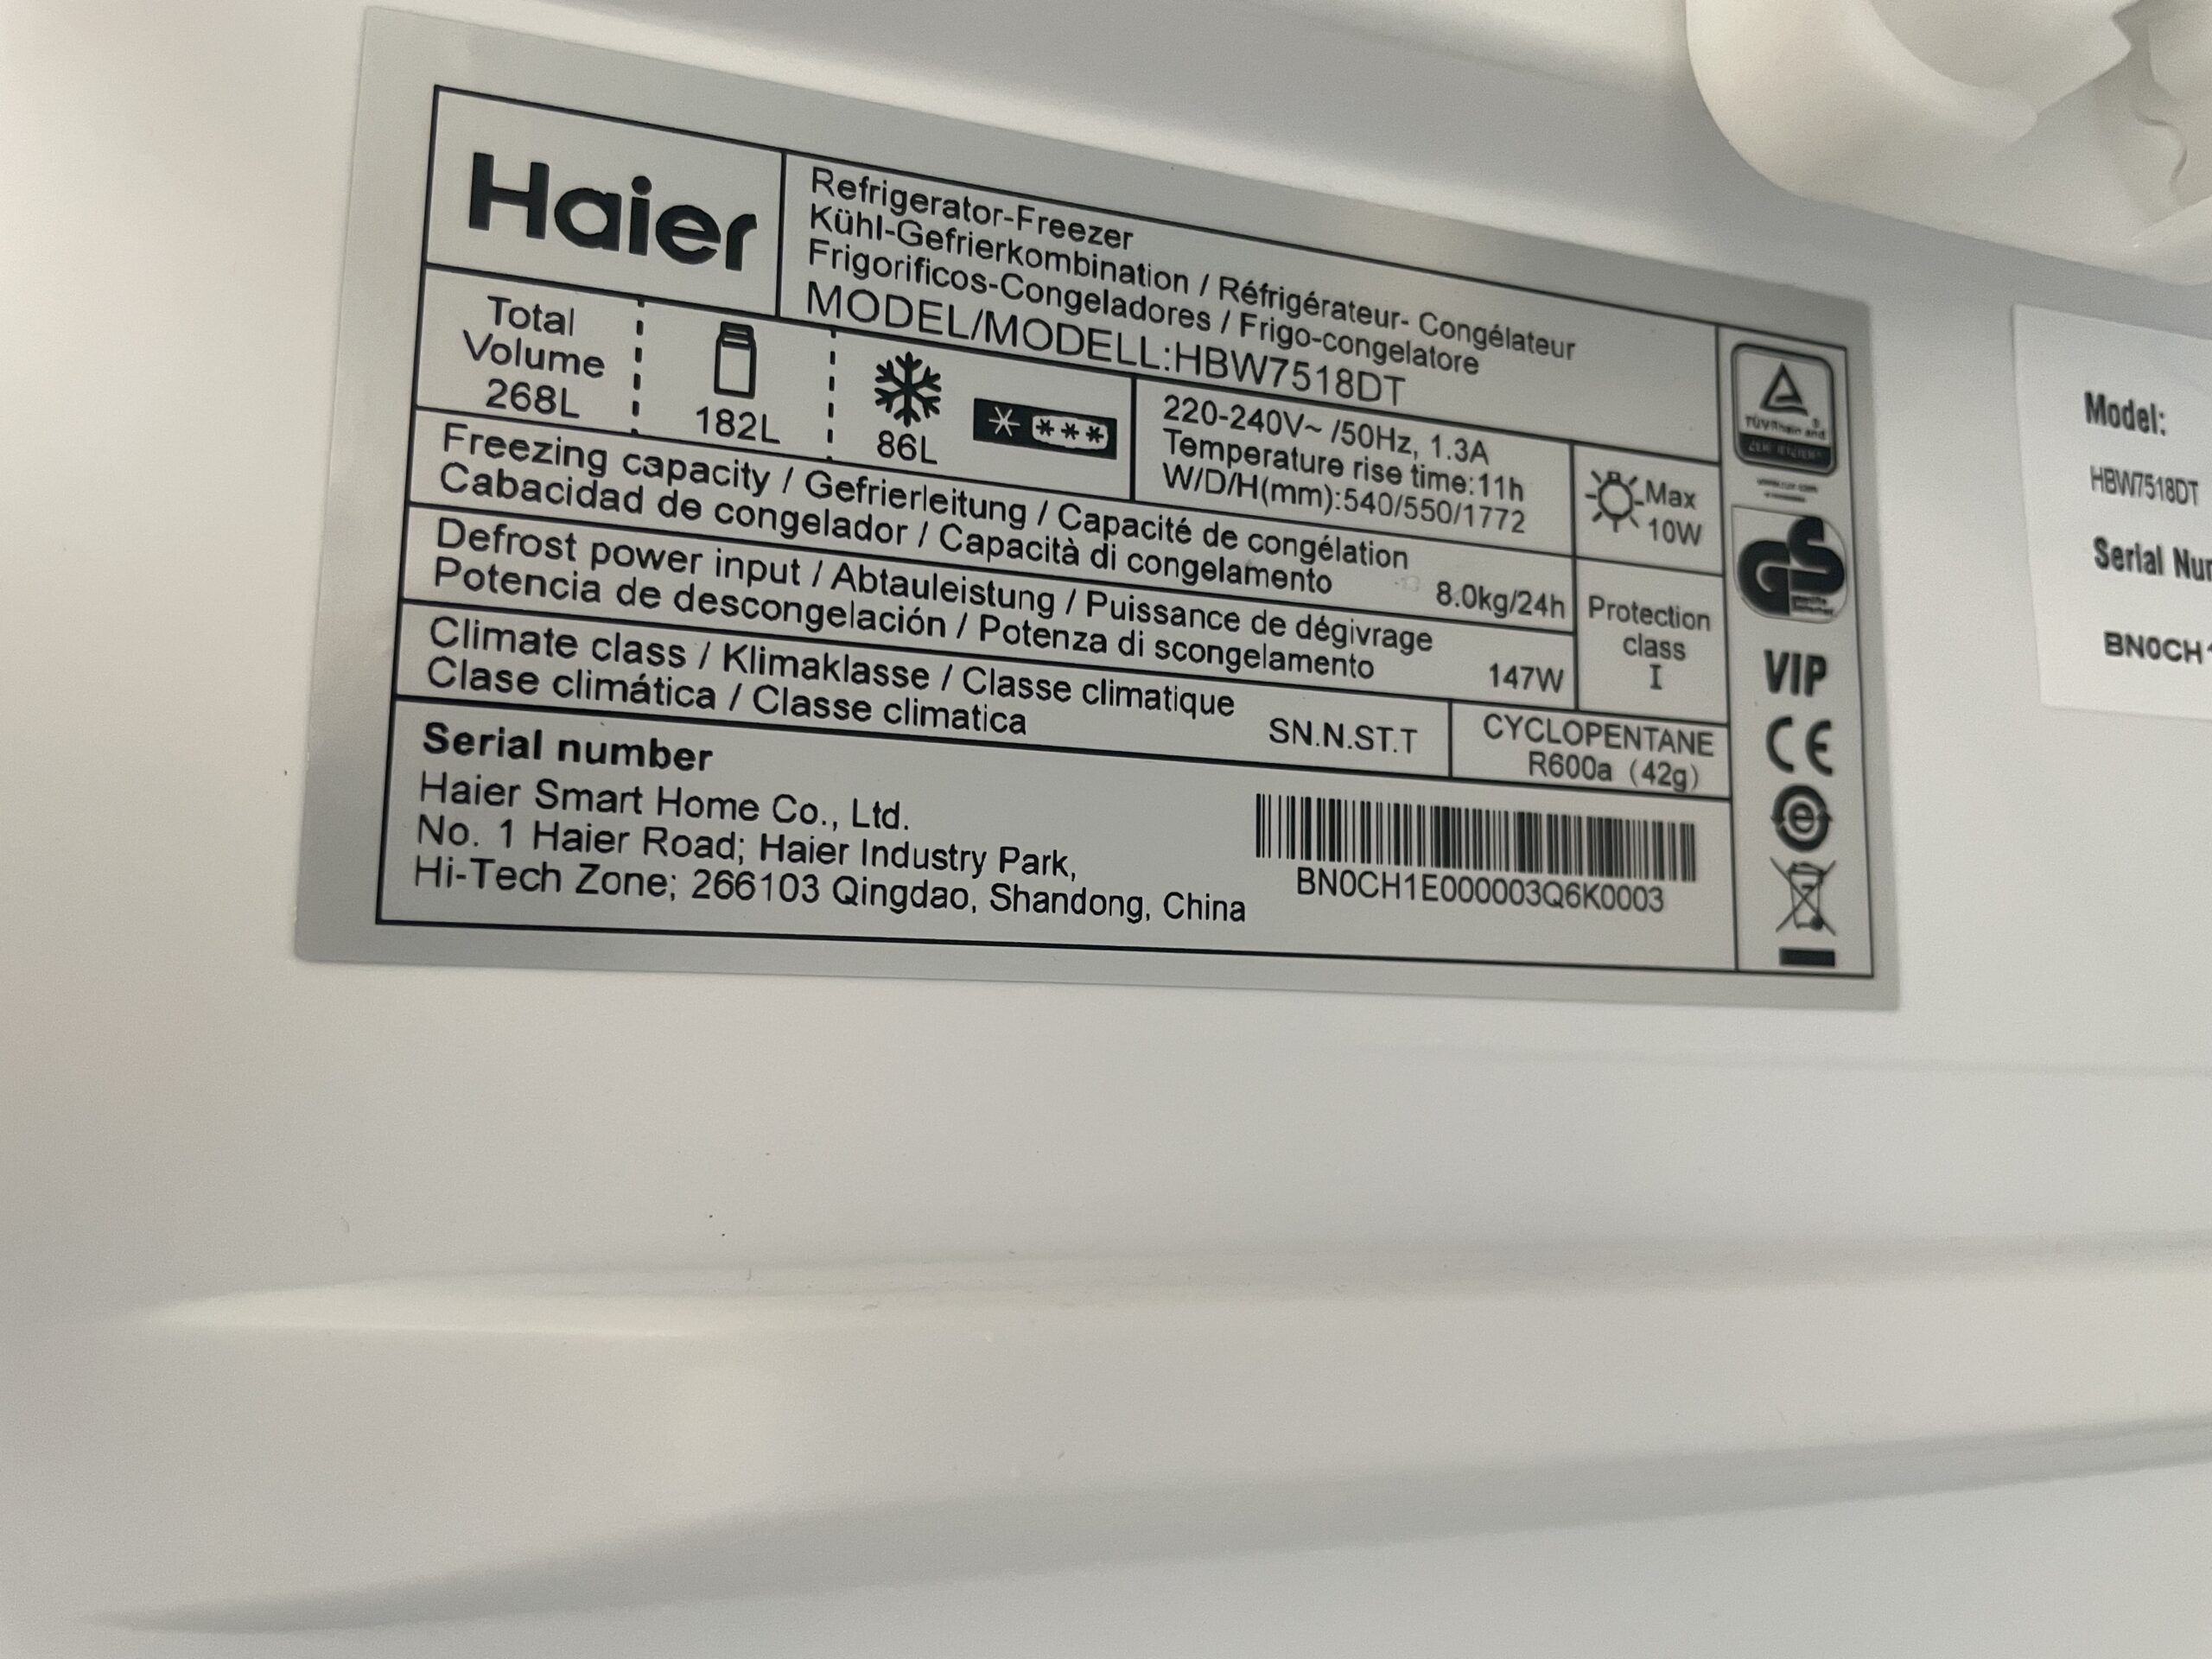 Haier
Refrigerator-Freezer
Kühl-Gefrierkombination / Réfrigérateur- Congélateur
Frigorificos-Congeladores / Frigo-congelatore
MODEL/MODELL:HBW7518DT
Total
Volume
268L
182L
86L
220-240V~ /50Hz, 1.3A
Temperature rise time:11h
W/D/H(mm):540/550/1772
Max
10W
Freezing capacity / Gefrierleitung / Capacité de congélation
Cabacidad de congelador / Capacità di congelamento
8.0kg/24h
Defrost power input / Abtauleistung / Puissance de dégivrage
Potencia de descongelación / Potenza di scongelamento
147W
Protection
class
I
Climate class / Klimaklasse / Classe climatique
Clase climática / Classe climatica
SN.N.ST.T
CYCLOPENTANE
R600a (42g)
Serial number
Haier Smart Home Co., Ltd.
No. 1 Haier Road; Haier Industry Park,
Hi-Tech Zone; 266103 Qingdao, Shandong, China
BN0CH1E000003Q6K0003
GS
VIP
CE
e
Model:
HBW7518DT
Serial Nu
BN0CH